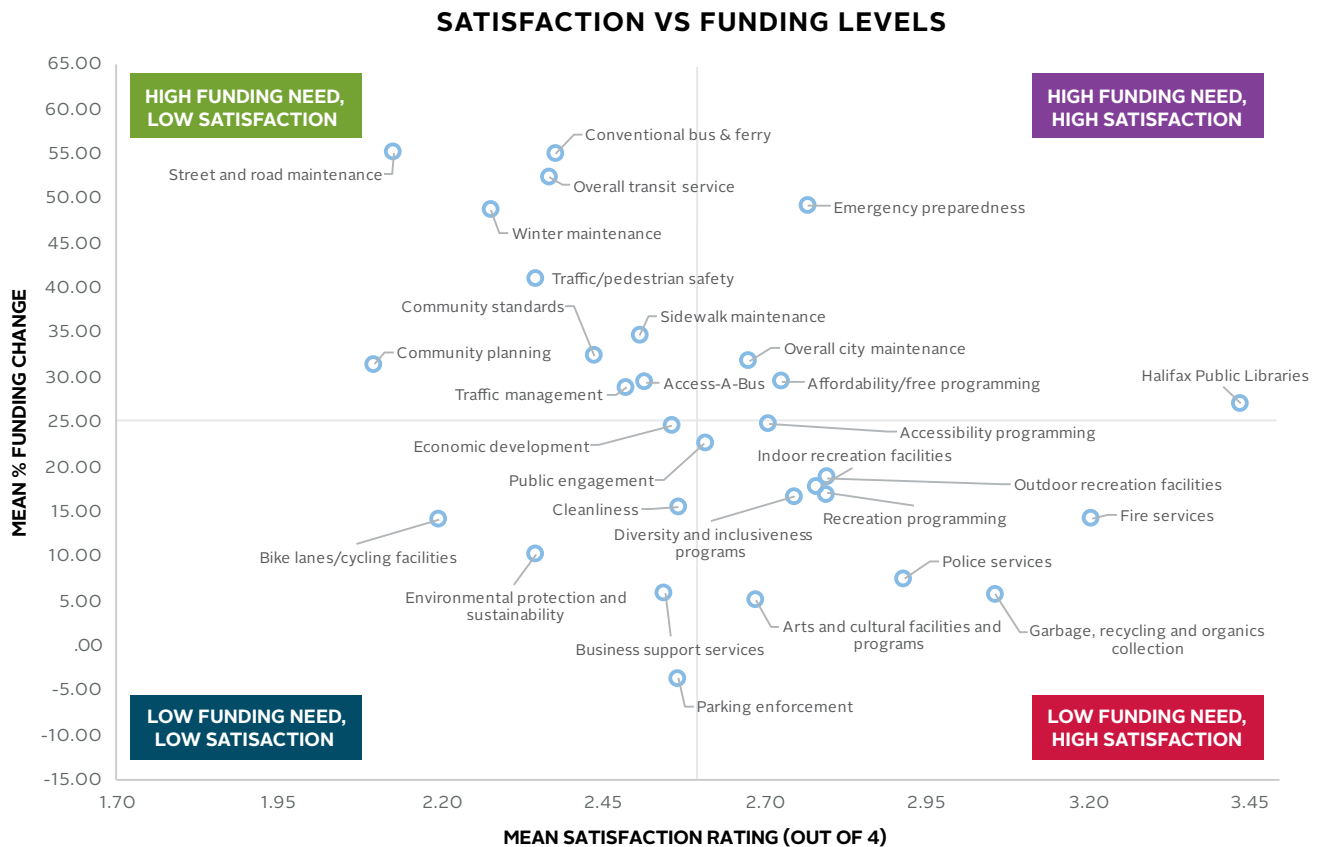 SATISFACTION VS FUNDING LEVELS
65.00
60.00
55.00
50.00
45.00
40.00
35.00
30.00
25.00
20.00
15.00
10.00
5.00
.00
-5.00
-10.00
-15.00
MEAN % FUNDING CHANGE
HIGH FUNDING NEED,
LOW SATISFACTION
HIGH FUNDING NEED,
HIGH SATISFACTION
Conventional bus & ferry
Street and road maintenance
Overall transit service
Emergency preparedness
Winter maintenance
Traffic/pedestrian safety
Community standards
Sidewalk maintenance
Overall city maintenance
Community planning
Halifax Public Libraries
Access-A-Bus
Affordability/free programming
Traffic management
Accessibility programming
Economic development
Indoor recreation facilities
Public engagement
Outdoor recreation facilities
Cleanliness
Fire services
Recreation programming
Diversity and inclusiveness
programs
Bike lanes/cycling facilities
Police services
Environmental protection and
sustainability
Arts and cultural facilities and
programs
Garbage, recycling and organics
collection
Business support services
Parking enforcement
LOW FUNDING NEED,
LOW SATISACTION
LOW FUNDING NEED,
HIGH SATISFACTION
1.70
1.95
2.20
2.45
2.70
2.95
3.20
3.45
MEAN SATISFACTION RATING (OUT OF 4)